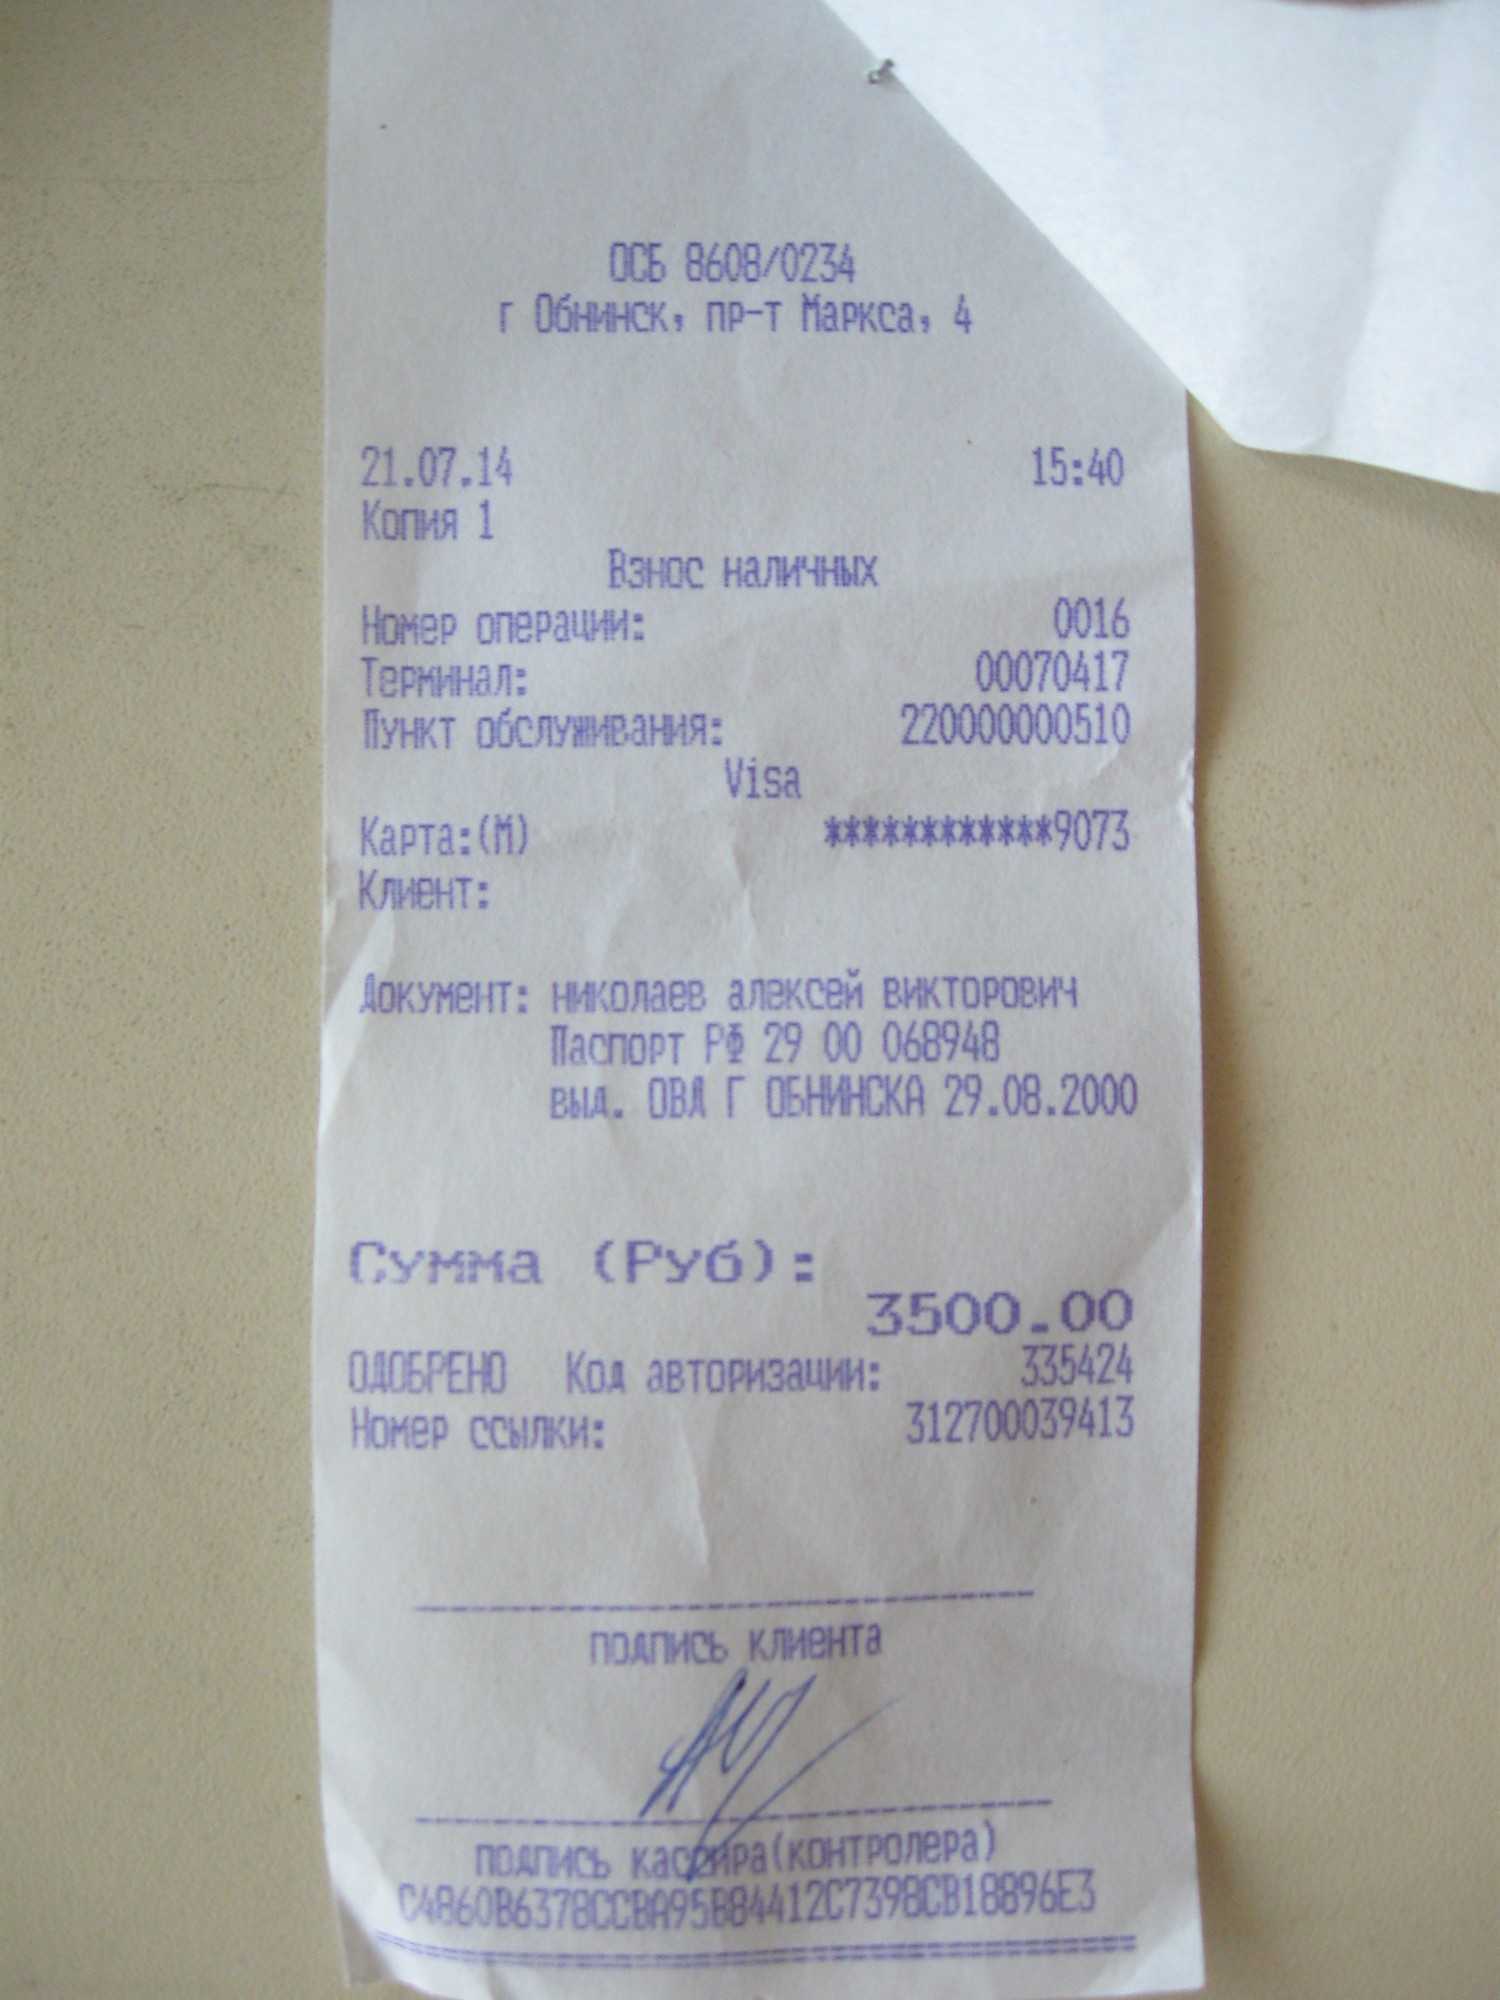 ОСБ 8608/0234
г Обнинск, пр-т Маркса, 4
21.07.14 15:40
Копия 1
Взнос наличных
Номер операции: 0016
Терминал: 00070417
Пункт обслуживания: 220000000510
Visa
Карта:(М) ************9073
Клиент:
Документ: николаев алексей викторович
Паспорт РФ 29 00 068948
выд. ОВД Г ОБНИНСКА 29.08.2000
Сумма (Руб):
3500.00
ОДОБРЕНО Код авторизации: 335424
Номер ссылки: 312700039413
подпись клиента
подпись кассира(контролера)
C4860B6378CCBA95B84412C7398CB18896E3